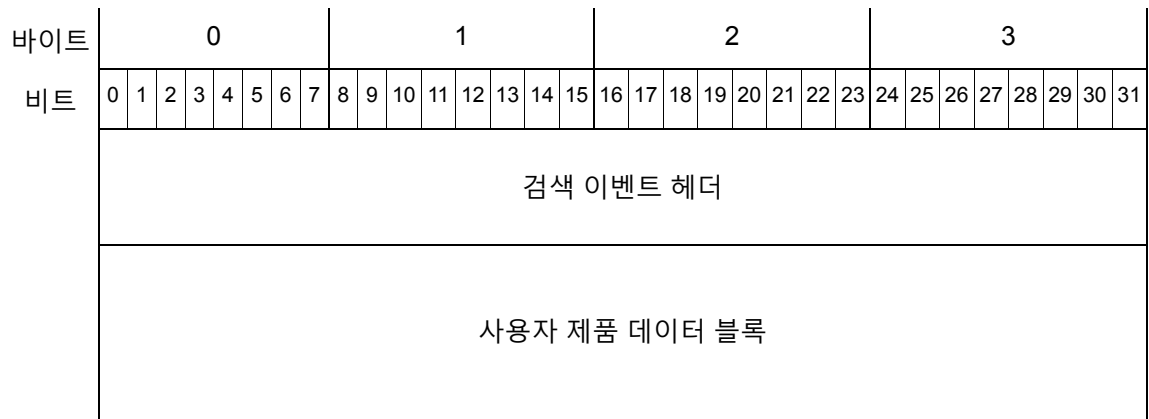 바이트 0 1 2 3
비트 0 1 2 3 4 5 6 7 8 9 10 11 12 13 14 15 16 17 18 19 20 21 22 23 24 25 26 27 28 29 30 31
검색 이벤트 헤더
사용자 제품 데이터 블록